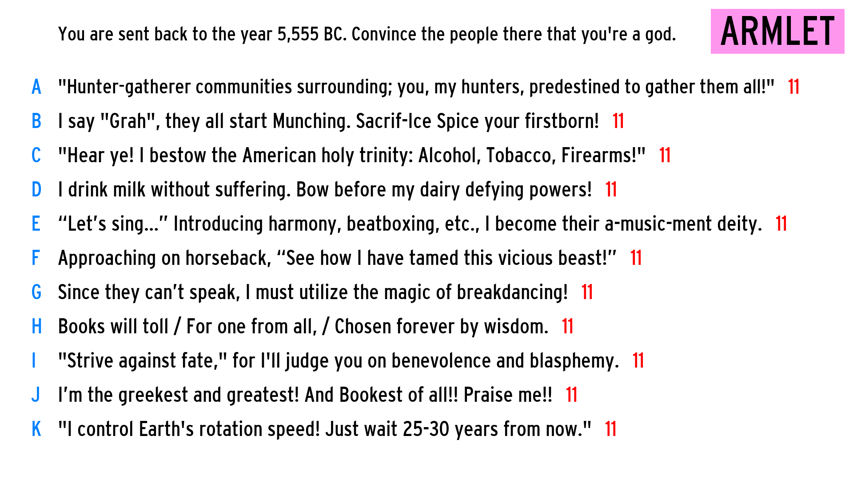 You are sent back to the year 5,555 BC. Convince the people there that you're a god.
ARMLET
A "Hunter-gatherer communities surrounding; you, my hunters, predestined to gather them all!" 11
B I say "Grah", they all start Munching. Sacrif-Ice Spice your firstborn! 11
C "Hear ye! I bestow the American holy trinity: Alcohol, Tobacco, Firearms!" 11
D I drink milk without suffering. Bow before my dairy defying powers! 11
E “Let’s sing...” Introducing harmony, beatboxing, etc., I become their a-music-ment deity. 11
F Approaching on horseback, “See how I have tamed this vicious beast!” 11
G Since they can’t speak, I must utilize the magic of breakdancing! 11
H Books will toll / For one from all, / Chosen forever by wisdom. 11
I "Strive against fate," for I'll judge you on benevolence and blasphemy. 11
J I’m the greekest and greatest! And Bookest of all!! Praise me!! 11
K "I control Earth's rotation speed! Just wait 25-30 years from now." 11